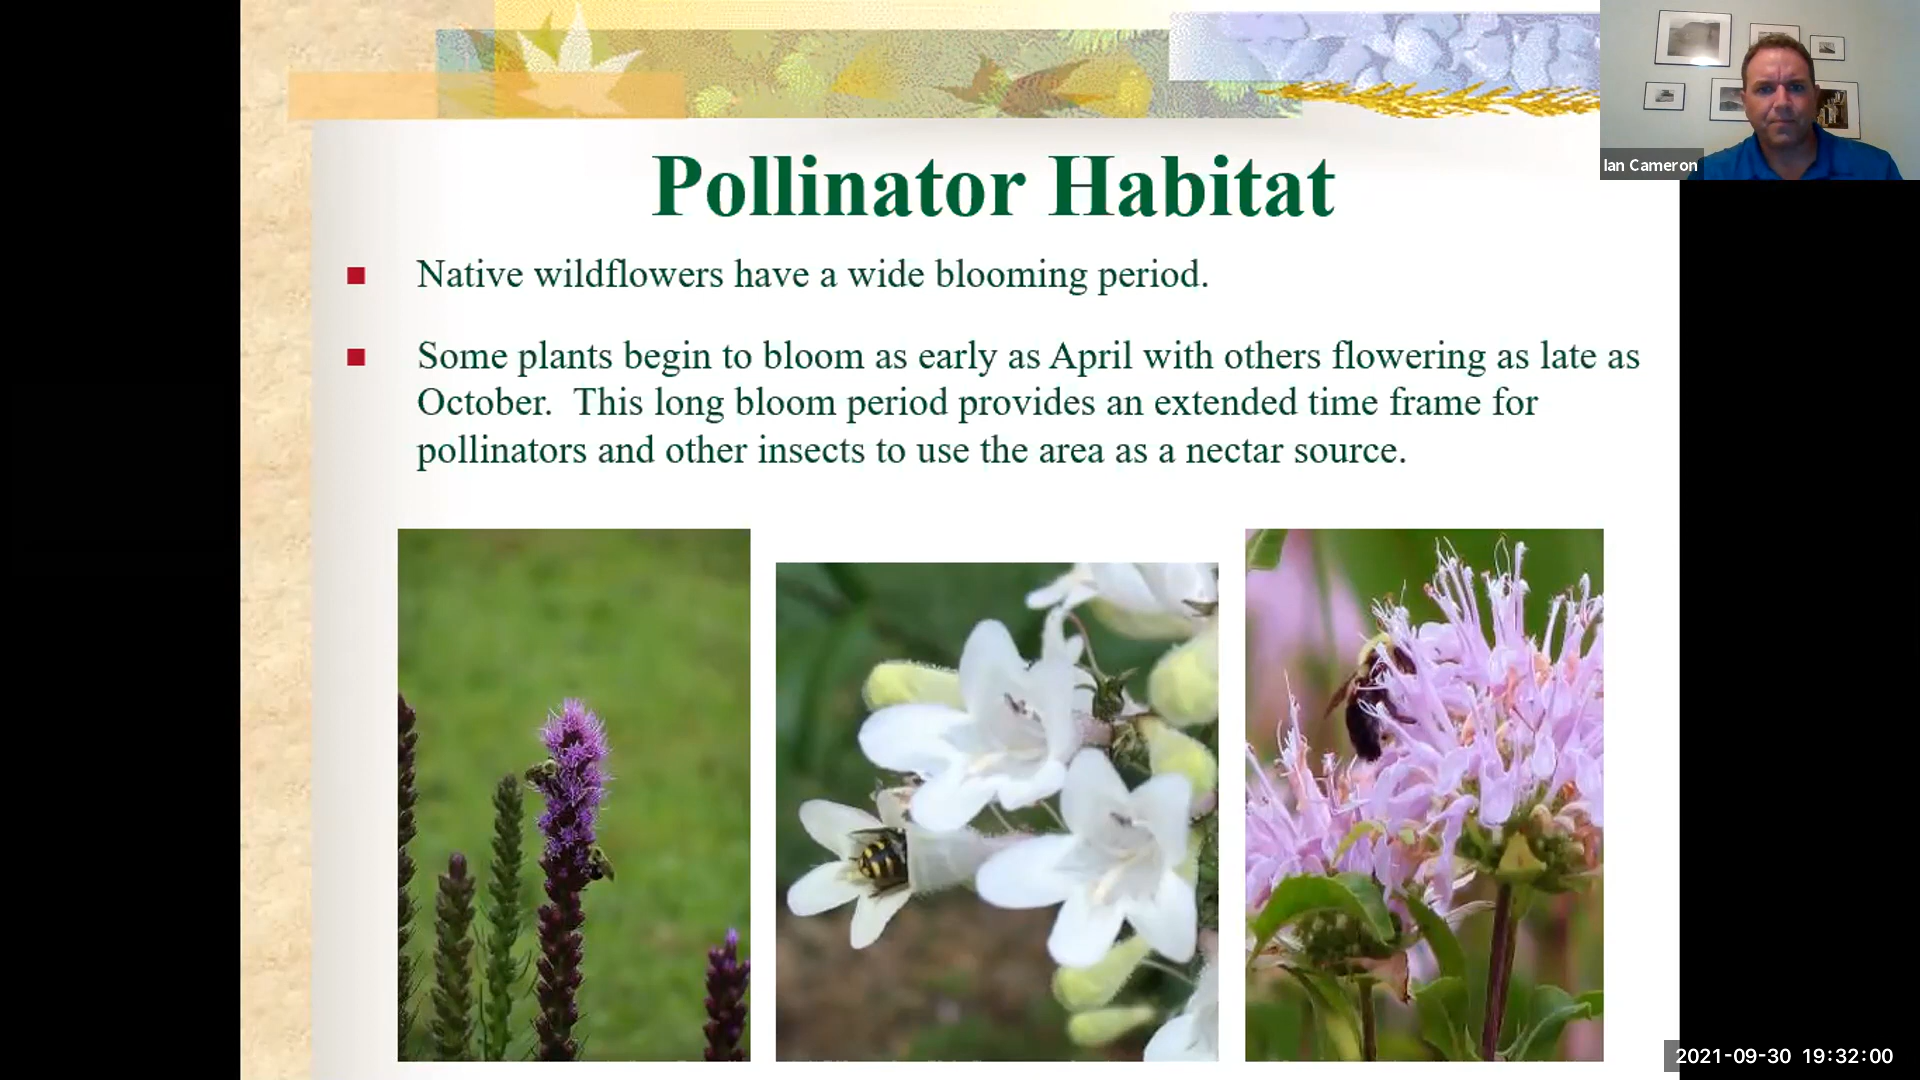 Pollinator Habitat
Native wildflowers have a wide blooming period.
Some plants begin to bloom as early as April with others flowering as late as
October.  This long bloom period provides an extended time frame for
pollinators and other insects to use the area as a nectar source.
Ian Cameron
2021-09-30 19:32:00